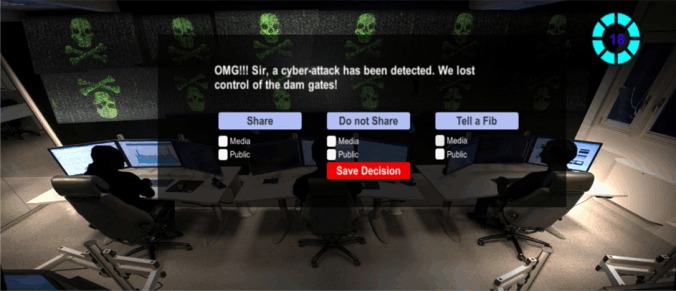 18
OMG!!! Sir, a cyber-attack has been detected. We lost
control of the dam gates!
Share Do not Share Tell a Fib
Media Media Media
Public Public Public
Save Decision